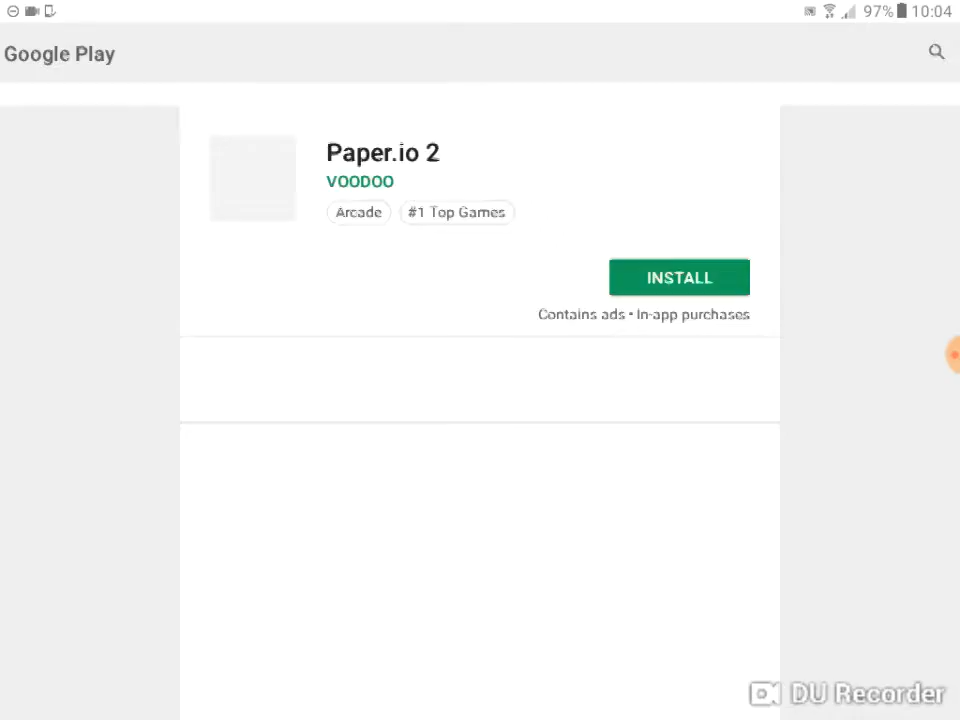 97% 10:04
Google Play
Paper.io 2
VOODOO
Arcade #1 Top Games
INSTALL
Contains ads • In-app purchases
DU Recorder